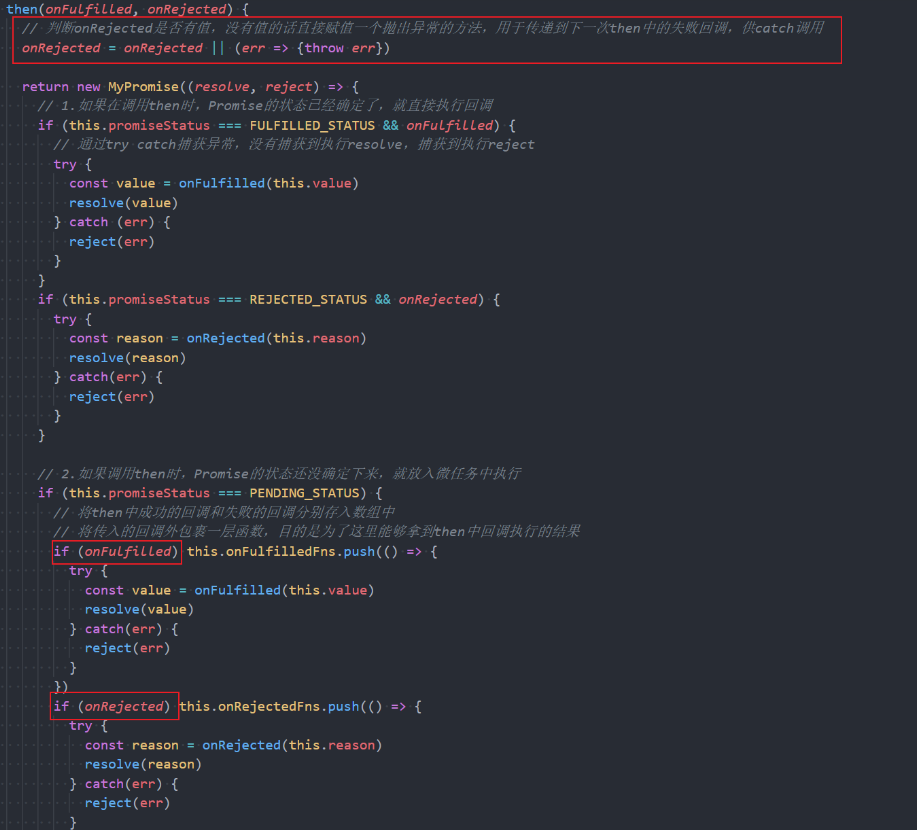 then(onFulfilled, onRejected) {
// 判断onRejected是否有值，没有值的话直接赋值一个抛出异常的方法，用于传递到下一次then中的失败回调，供catch调用
onRejected = onRejected || (err => {throw err})
return new MyPromise((resolve, reject) => {
// 1.如果在调用then时，Promise的状态已经确定了，就直接执行回调
if (this.promiseStatus === FULFILLED_STATUS && onFulfilled) {
// 通过try catch捕获异常，没有捕获到执行resolve，捕获到执行reject
try {
const value = onFulfilled(this.value)
resolve(value)
} catch (err) {
reject(err)
}
}
if (this.promiseStatus === REJECTED_STATUS && onRejected) {
try {
const reason = onRejected(this.reason)
resolve(reason)
} catch(err) {
reject(err)
}
}
// 2.如果调用then时，Promise的状态还没确定下来，就放入微任务中执行
if (this.promiseStatus === PENDING_STATUS) {
// 将then中成功的回调和失败的回调分别存入数组中
// 将传入的回调外包裹一层函数，目的是为了这里能够拿到then中回调执行的结果
if (onFulfilled) this.onFulfilledFns.push(() => {
try {
const value = onFulfilled(this.value)
resolve(value)
} catch(err) {
reject(err)
}
})
if (onRejected) this.onRejectedFns.push(() => {
try {
const reason = onRejected(this.reason)
resolve(reason)
} catch(err) {
reject(err)
}